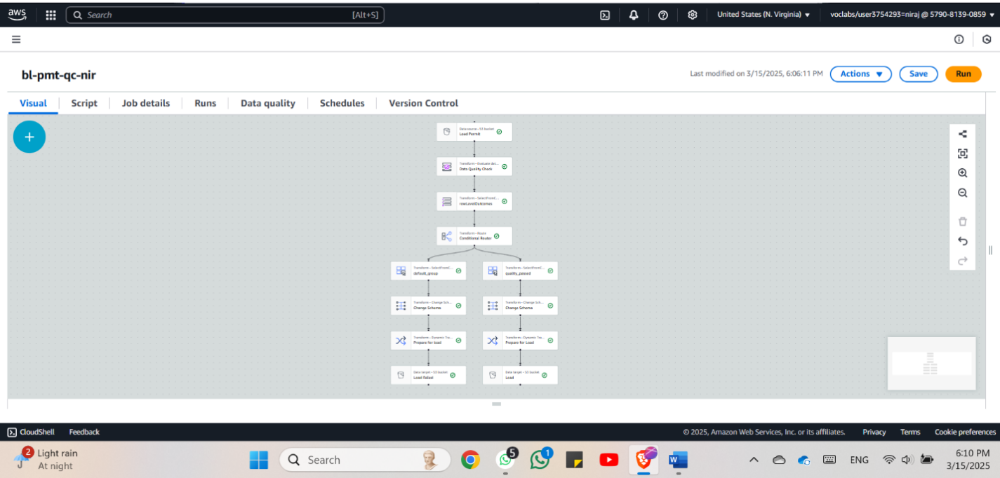 aws
Search [Alt+S]
United States (N. Virginia)
voclabs/user3754293=niraj @ 5790-8139-0859
bl-pmt-qc-nir
Last modified on 3/15/2025, 6:06:11 PM
Actions
Save
Run
Visual
Script
Job details
Runs
Data quality
Schedules
Version Control
Data source - S3 bucket
Load Permit
Transform - Evaluate dat...
Data Quality Check
Transform - SelectFromC...
rowLevelOutcomes
Transform - Route
Conditional Router
Transform - SelectFromC...
default_group
Transform - SelectFromC...
quality_passed
Transform - Change Sch...
Change Schema
Transform - Change Sch...
Change Schema
Transform - Dynamic Tra...
Prepare for load
Transform - Dynamic Tra...
Prepare for Load
Data target - S3 bucket
Load Failed
Data target - S3 bucket
Load
CloudShell
Feedback
© 2025, Amazon Web Services, Inc. or its affiliates.
Privacy
Terms
Cookie preferences
2
Light rain
At night
Search
5
1
W
ENG
6:10 PM
3/15/2025